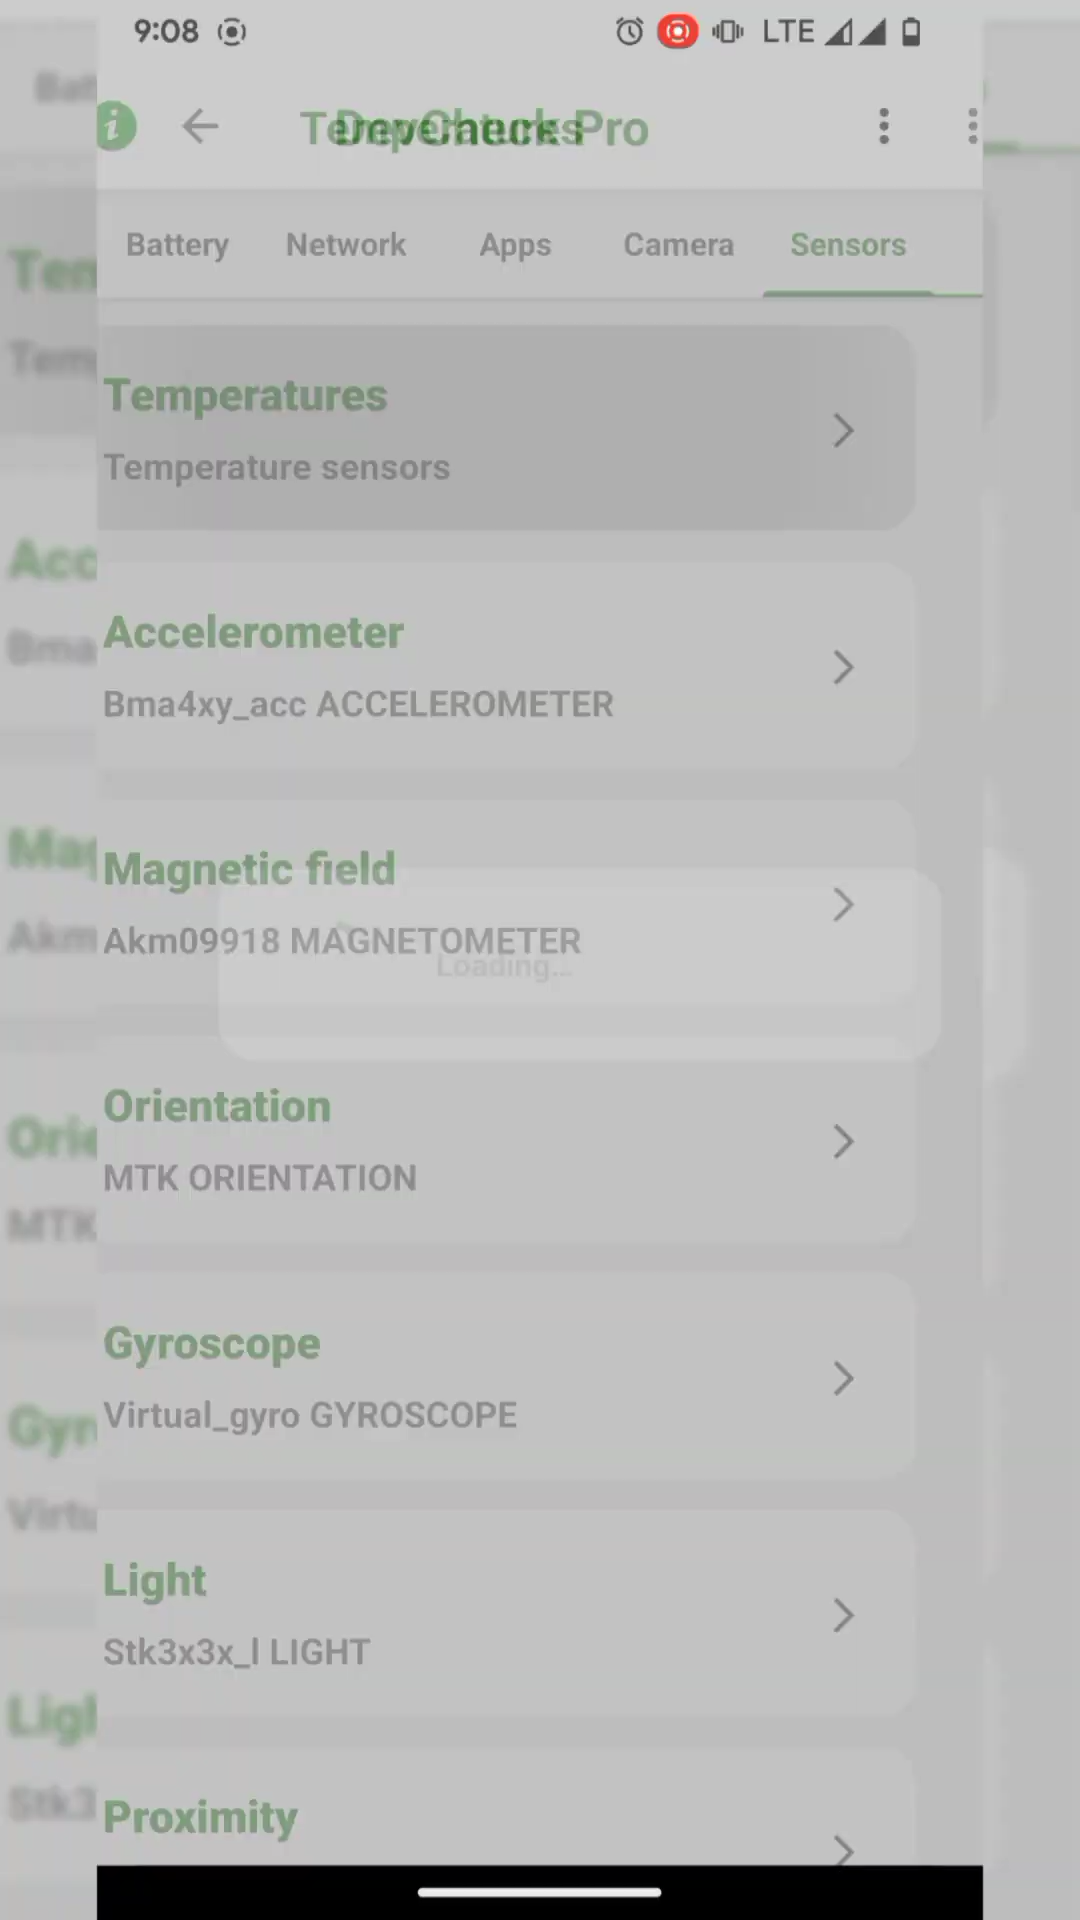 9:08 LTE
Temperatures
DevCheck Pro
Battery Network Apps Camera Sensors
Temperatures
Temperature sensors
Accelerometer
Bma4xy_acc ACCELEROMETER
Magnetic field
Akm09918 MAGNETOMETER
Loading...
Orientation
MTK ORIENTATION
Gyroscope
Virtual_gyro GYROSCOPE
Light
Stk3x3x_l LIGHT
Proximity